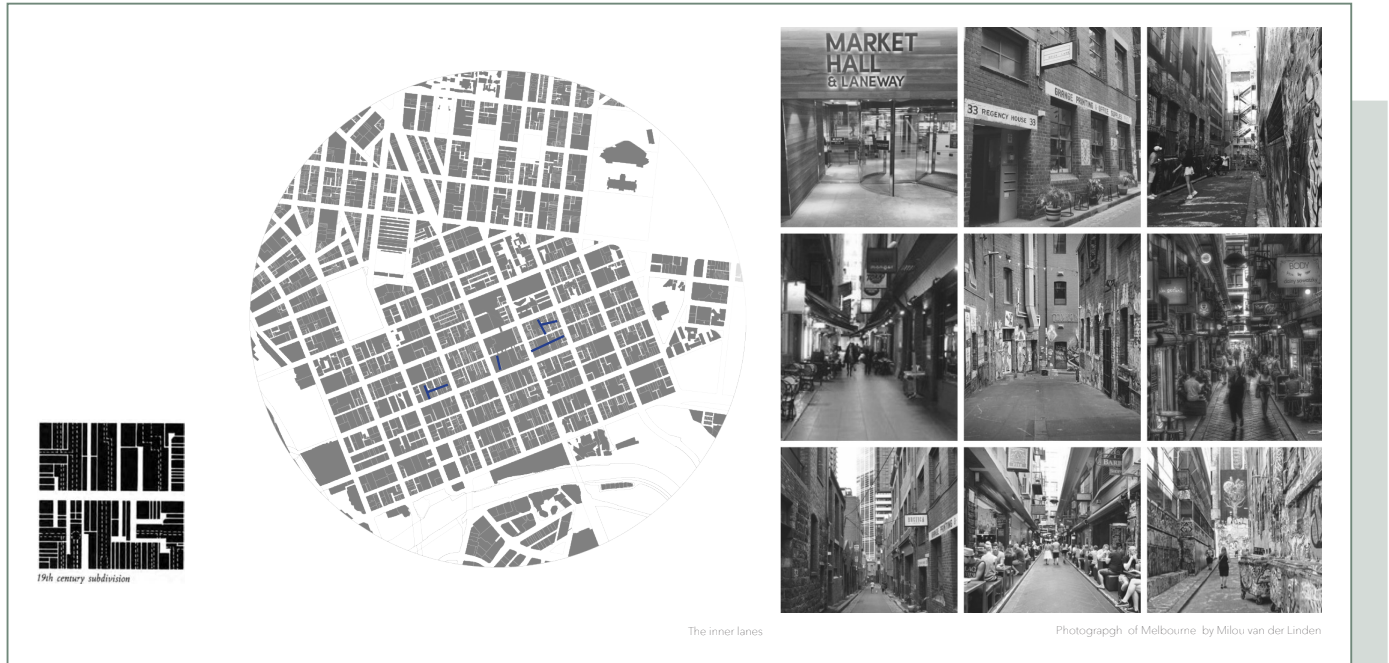 MARKET
HALL
& LANEWAY
33 REGENCY HOUSE 33
BODY
19th century subdivision
The inner lanes
Photograpgh of Melbourne by Milou van der Linden